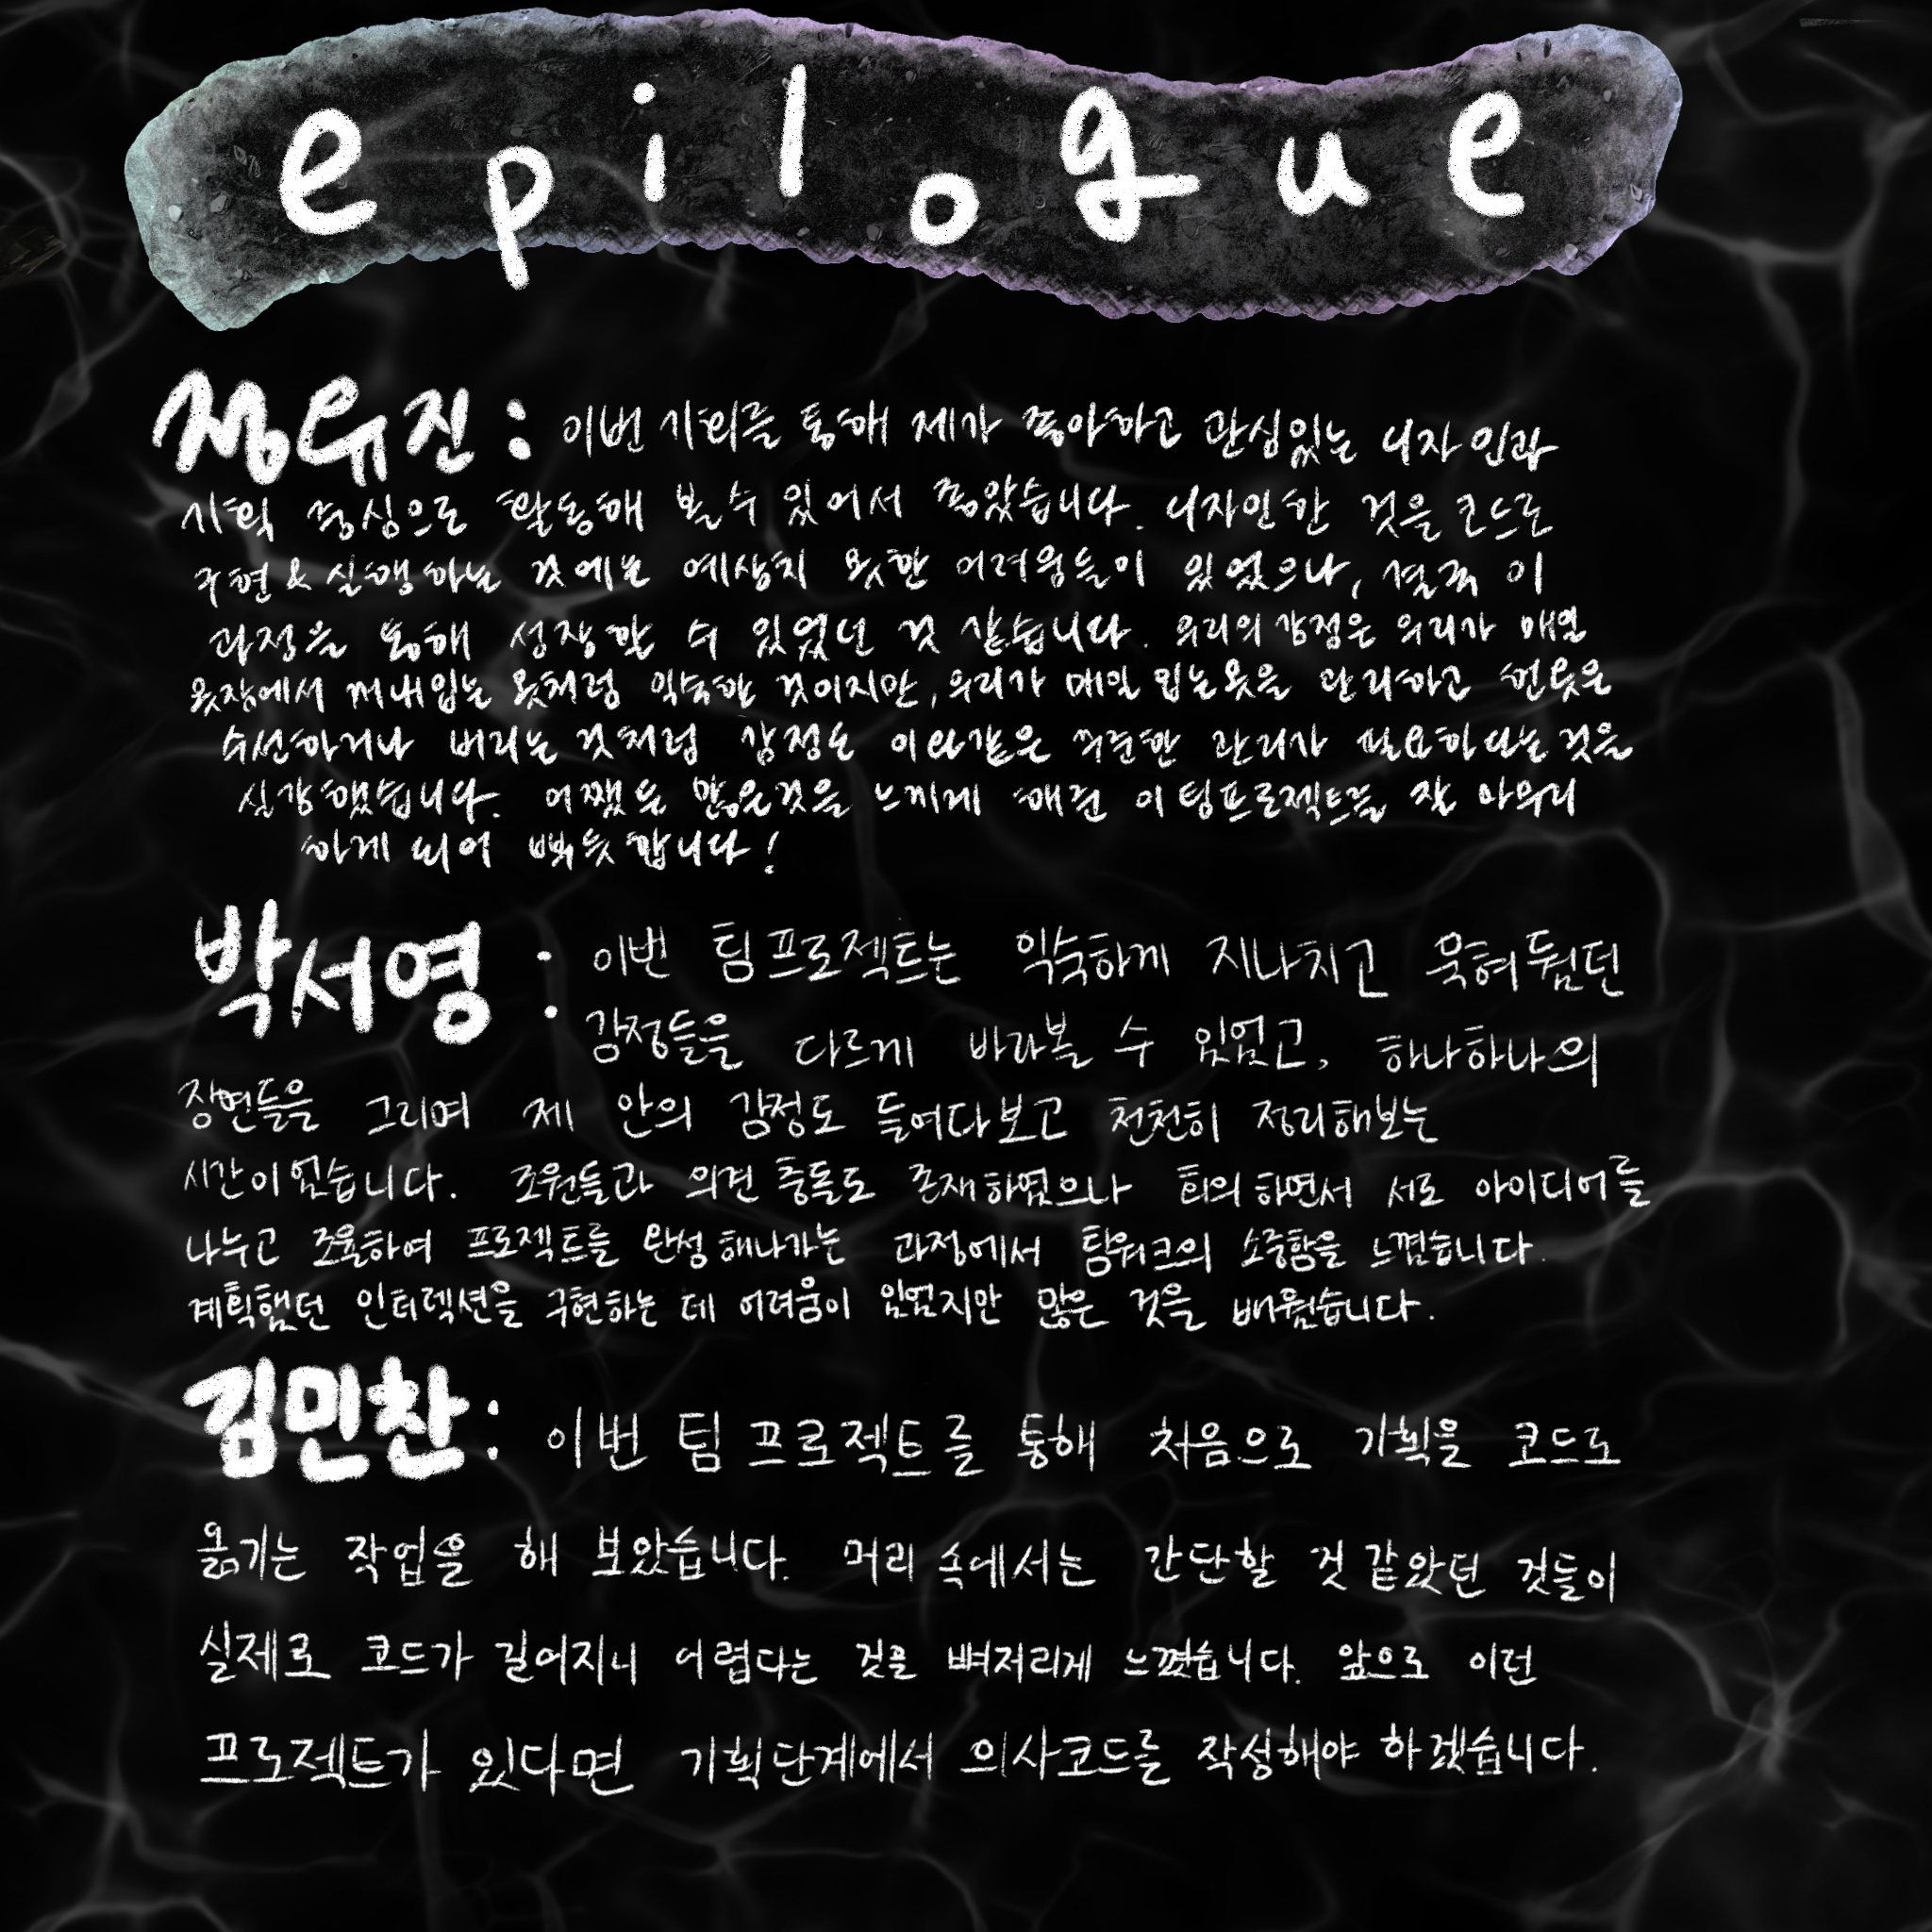 epilogue
정유진 : 이번 기회를 통해 제가 좋아하고 관심있는 디자인과
기획 중심으로 활동해 볼 수 있어서 좋았습니다. 디자인한 것을 코드로
구현 & 실행하는 것에는 예상치 못한 어려움들이 있었으나, 결국 이
과정을 통해 성장할 수 있었던 것 같습니다. 우리의 감정은 우리가 매일
옷장에서 꺼내입는 옷처럼 익숙한 것이지만, 우리가 매일 입는옷을 관리하고 헌옷은
수선하거나 버리는 것처럼 감정도 이와같은 꾸준한 관리가 필요하다는 것을
실감했습니다. 어쨌든 많은것을 느끼게 해준 이 팀프로젝트를 잘 마무리
하게 되어 뿌듯합니다!
박서영 : 이번 팀프로젝트는 익숙하게 지나치고 묵혀뒀던
감정들을 다르게 바라볼 수 있었고, 하나하나의
장면들을 그리며 제 안의 감정도 들여다보고 천천히 정리해보는
시간이었습니다. 조원들과 의견 충돌도 존재하였으나 회의하면서 서로 아이디어를
나누고 조율하여 프로젝트를 완성해나가는 과정에서 팀워크의 소중함을 느꼈습니다.
계획했던 인터렉션을 구현하는 데 어려움이 있었지만 많은 것을 배웠습니다.
김민찬 : 이번 팀 프로젝트를 통해 처음으로 기획을 코드로
옮기는 작업을 해 보았습니다. 머리 속에서는 간단할 것 같았던 것들이
실제로 코드가 길어지니 어렵다는 것을 뼈저리게 느꼈습니다. 앞으로 이런
프로젝트가 있다면 기획단계에서 의사코드를 작성해야 하겠습니다.